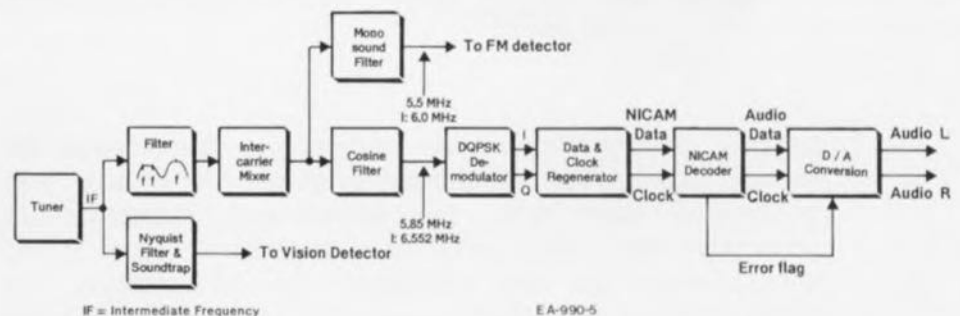 Mono
sound
Filter
To FM detector
5.5 MHz
I: 6.0 MHz
NICAM
Data
Audio
Data
Audio L
Filter
Inter-
carrier
Mixer
Cosine
Filter
DQPSK
De-
modulator
I
Q
Data &
Clock
Regenerator
NICAM
Decoder
D / A
Conversion
Clock
Clock
Audio R
Tuner
IF
5.85 MHz
I: 6.552 MHz
Nyquist
Filter &
Soundtrap
To Vision Detector
Error flag
IF = Intermediate Frequency
EA-990-5